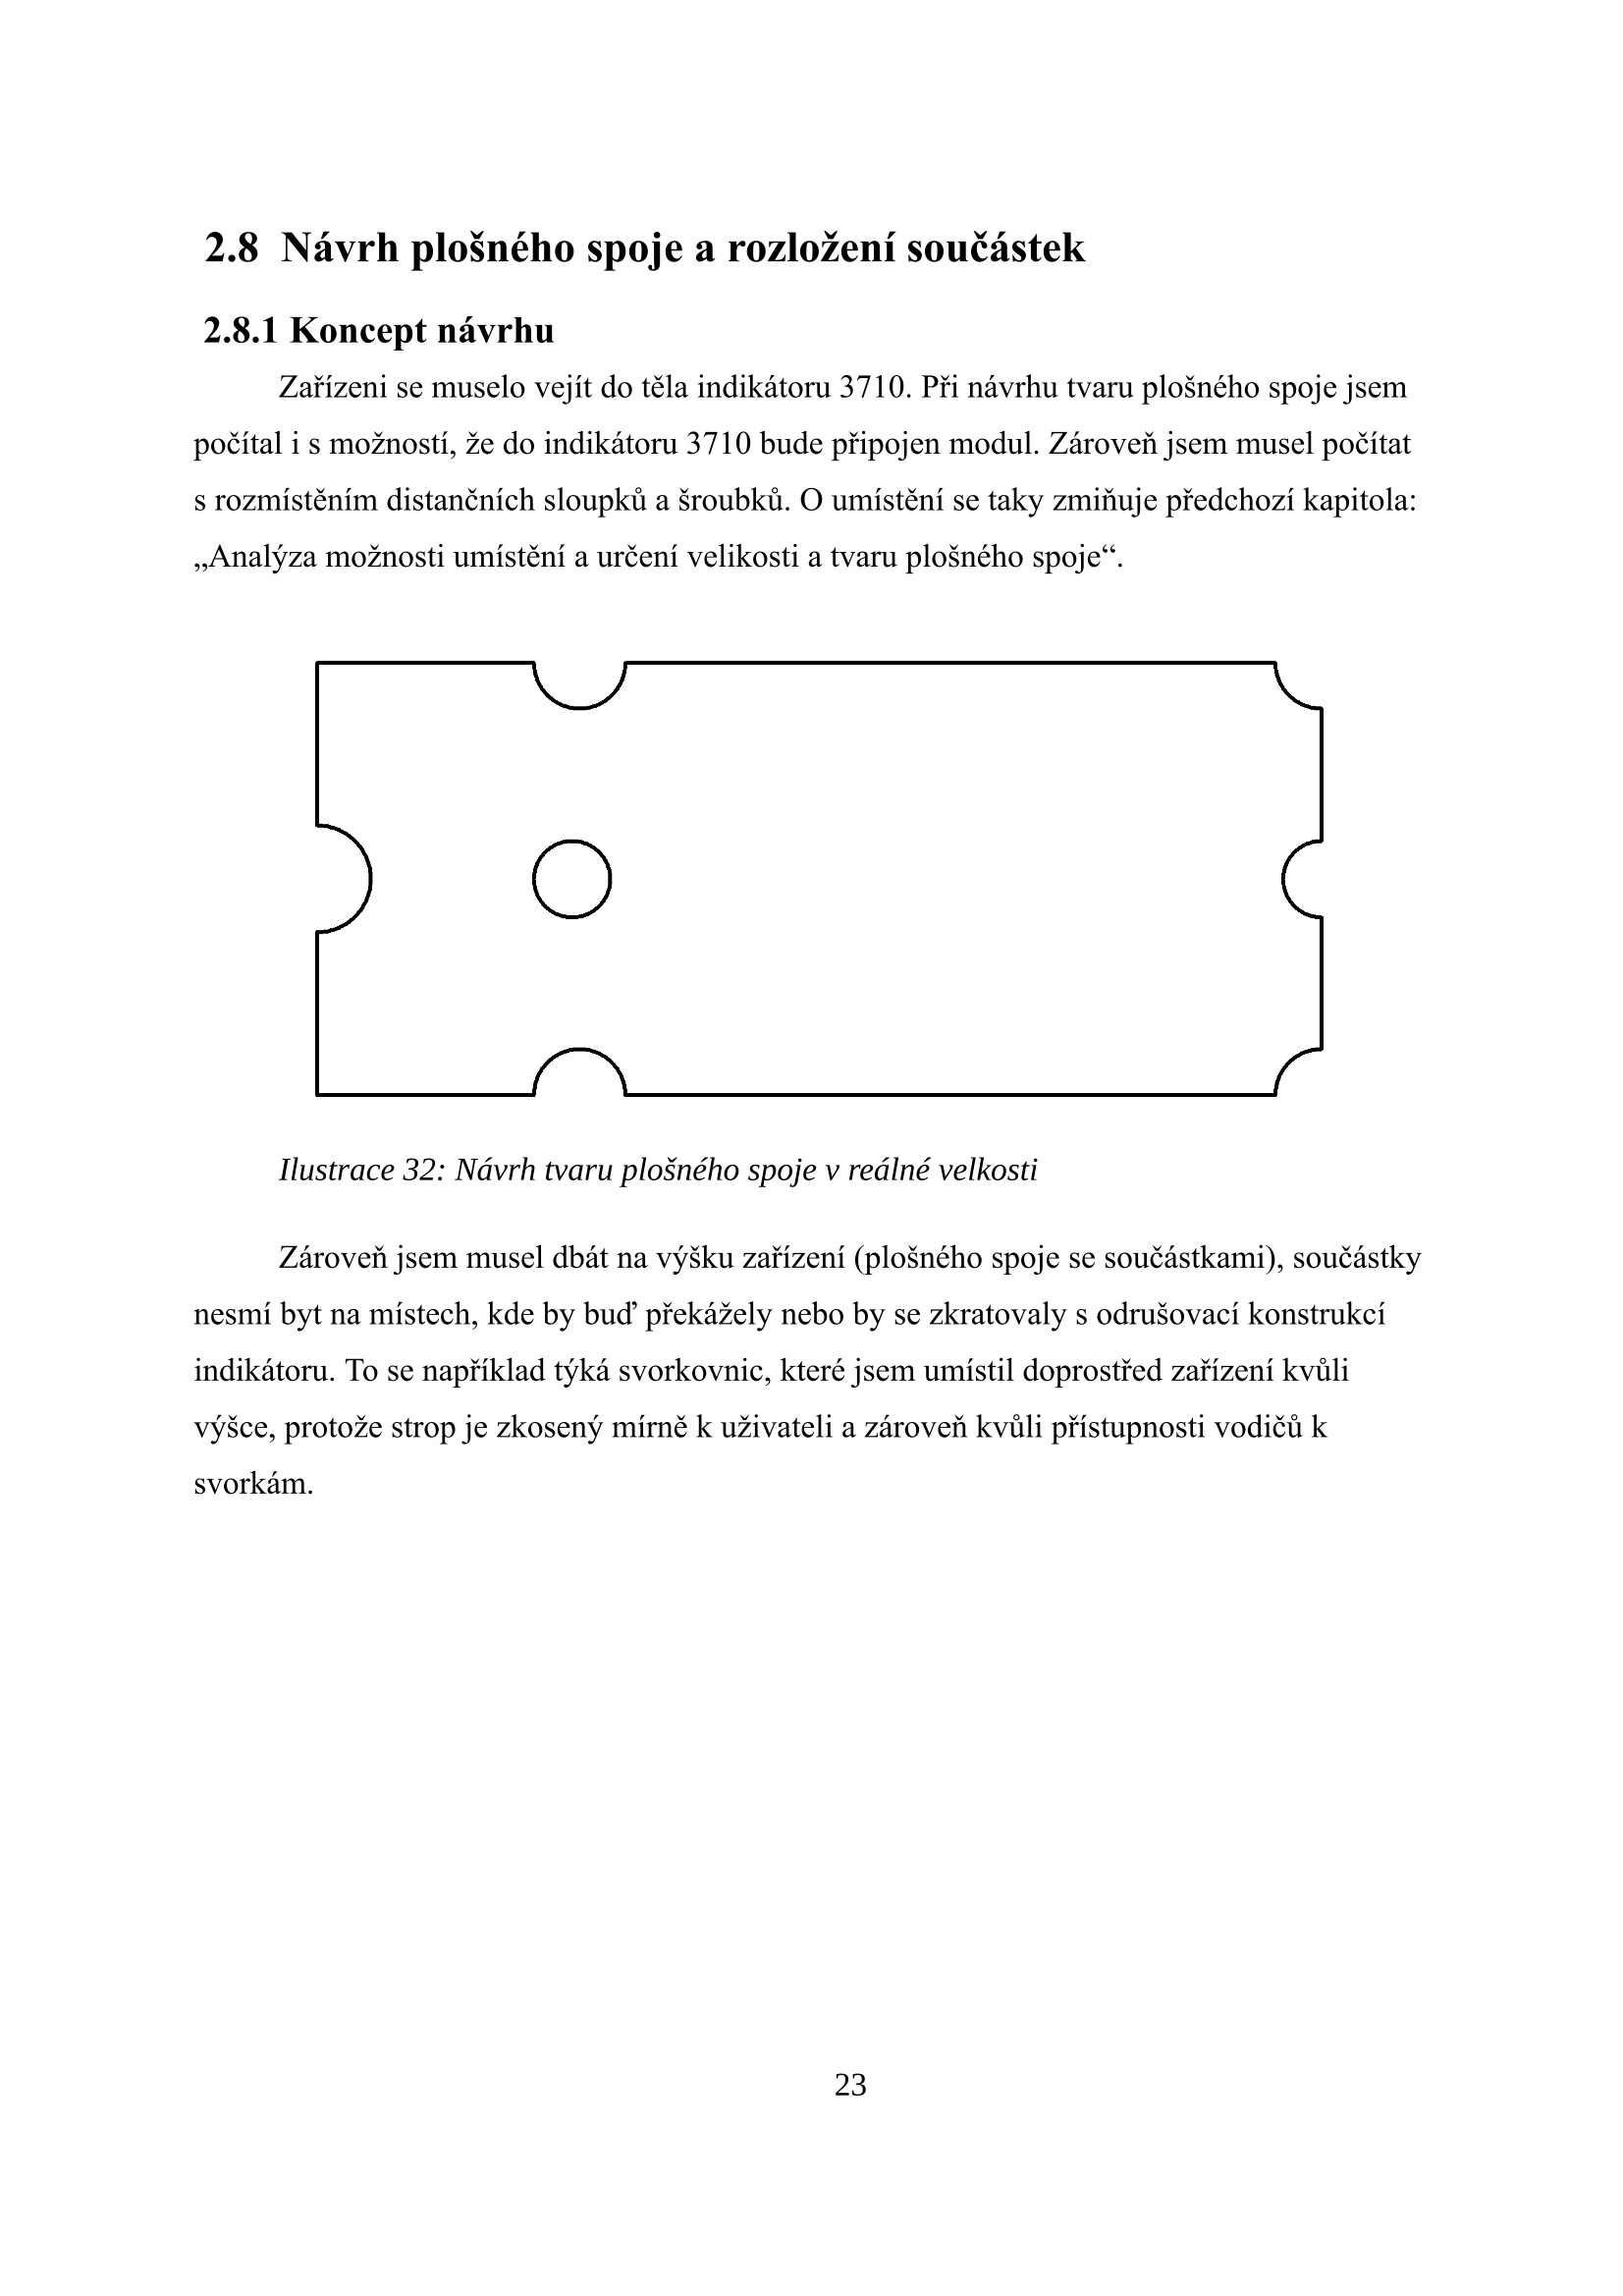 2.8 Návrh plošného spoje a rozložení součástek
2.8.1 Koncept návrhu
Zařízeni se muselo vejít do těla indikátoru 3710. Při návrhu tvaru plošného spoje jsem
počítal i s možností, že do indikátoru 3710 bude připojen modul. Zároveň jsem musel počítat
s rozmístěním distančních sloupků a šroubků. O umístění se taky zmiňuje předchozí kapitola:
„Analýza možnosti umístění a určení velikosti a tvaru plošného spoje“.
Ilustrace 32: Návrh tvaru plošného spoje v reálné velkosti
Zároveň jsem musel dbát na výšku zařízení (plošného spoje se součástkami), součástky
nesmí byt na místech, kde by buď překážely nebo by se zkratovaly s odrušovací konstrukcí
indikátoru. To se například týká svorkovnic, které jsem umístil doprostřed zařízení kvůli
výšce, protože strop je zkosený mírně k uživateli a zároveň kvůli přístupnosti vodičů k
svorkám.
23